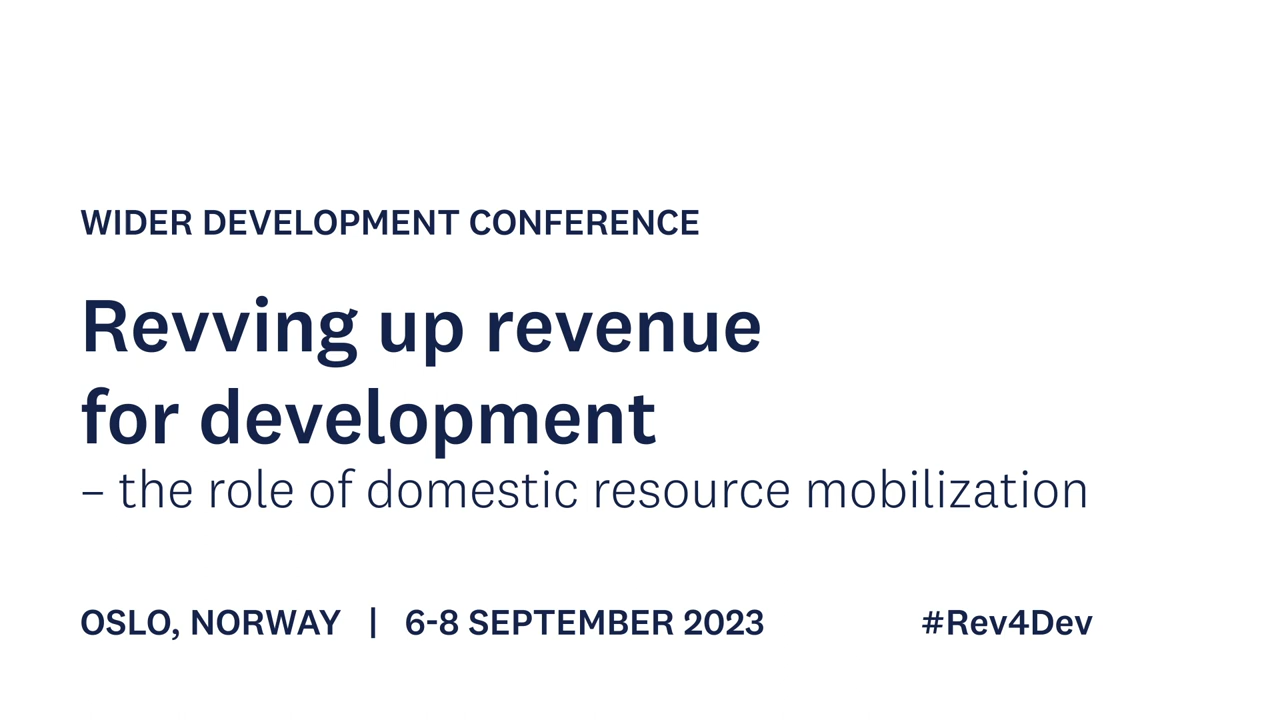 WIDER DEVELOPMENT CONFERENCE
Revving up revenue
for development
– the role of domestic resource mobilization
OSLO, NORWAY | 6-8 SEPTEMBER 2023 #Rev4Dev